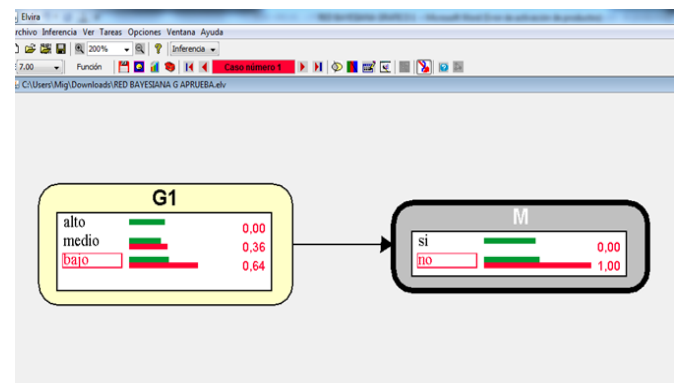 Elvira
rchivo Inferencia Ver Tareas Opciones Ventana Ayuda
200% Inferencia
7.00 Función Caso número 1
C:\Users\Mig\Downloads\RED BAYESIANA G APRUEBA.elv
G1
alto 0,00
medio 0,36
bajo 0,64
M
si 0,00
no 1,00